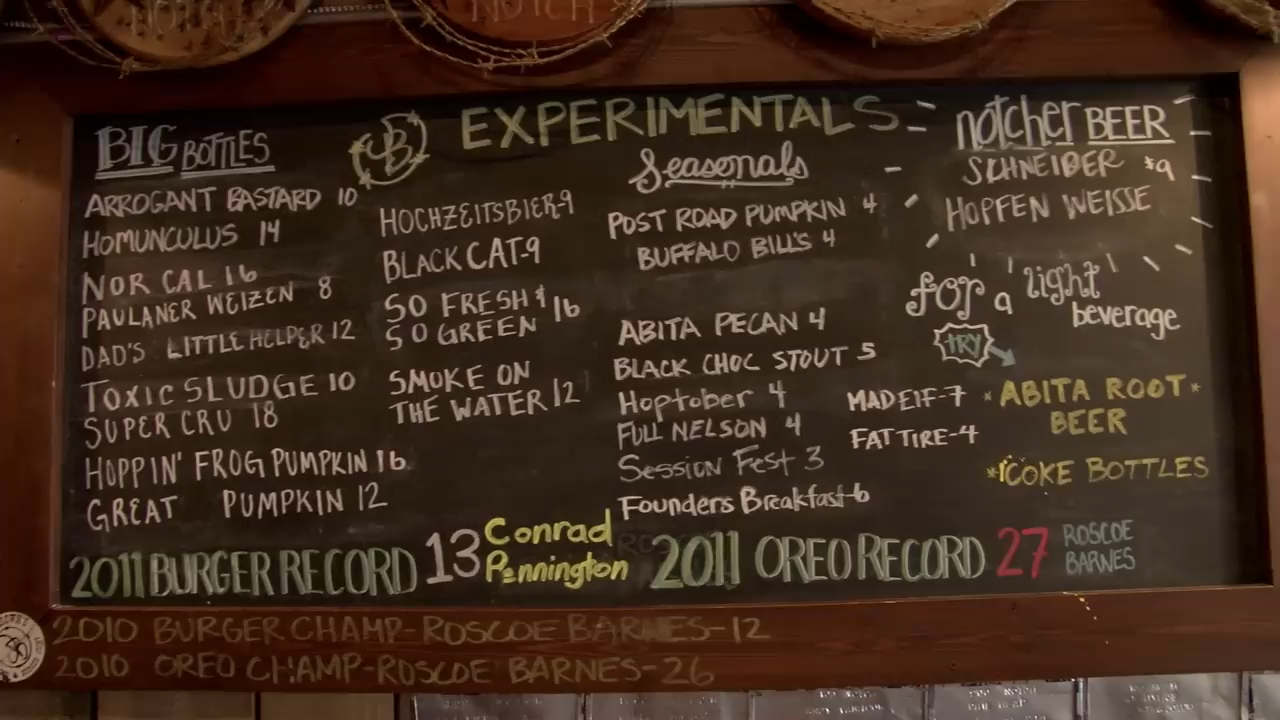 NOTCH
NOTCH
EXPERIMENTALS
BIG BOTTLES
ARROGANT BASTARD 10
HOMUNCULUS 14
NOR CAL 16
PAULANER WEIZEN 8
DAD'S LITTLE HELPER 12
TOXIC SLUDGE 10
SUPER CRU 18
HOPPIN' FROG PUMPKIN 16
GREAT PUMPKIN 12
HOCHZEITSBIER-9
BLACK CAT-9
SO FRESH &
SO GREEN 16
SMOKE ON
THE WATER 12
Seasonals
POST ROAD PUMPKIN 4
BUFFALO BILL'S 4
ABITA PECAN 4
BLACK CHOC STOUT 5
Hoptober 4
FULL NELSON 4
Session Fest 3
Founders Breakfast-6
MADELF-7
FAT TIRE-4
notcher BEER
SCHNEIDER $9
HOPFEN WEISSE
for a light
beverage
TRY
*ABITA ROOT*
BEER
*COKE BOTTLES
2011 BURGER RECORD 13 Conrad
Pennington
2011 OREO RECORD 27 ROSCOE
BARNES
2010 BURGER CHAMP-ROSCOE BARNES-12
2010 OREO CHAMP-ROSCOE BARNES-26